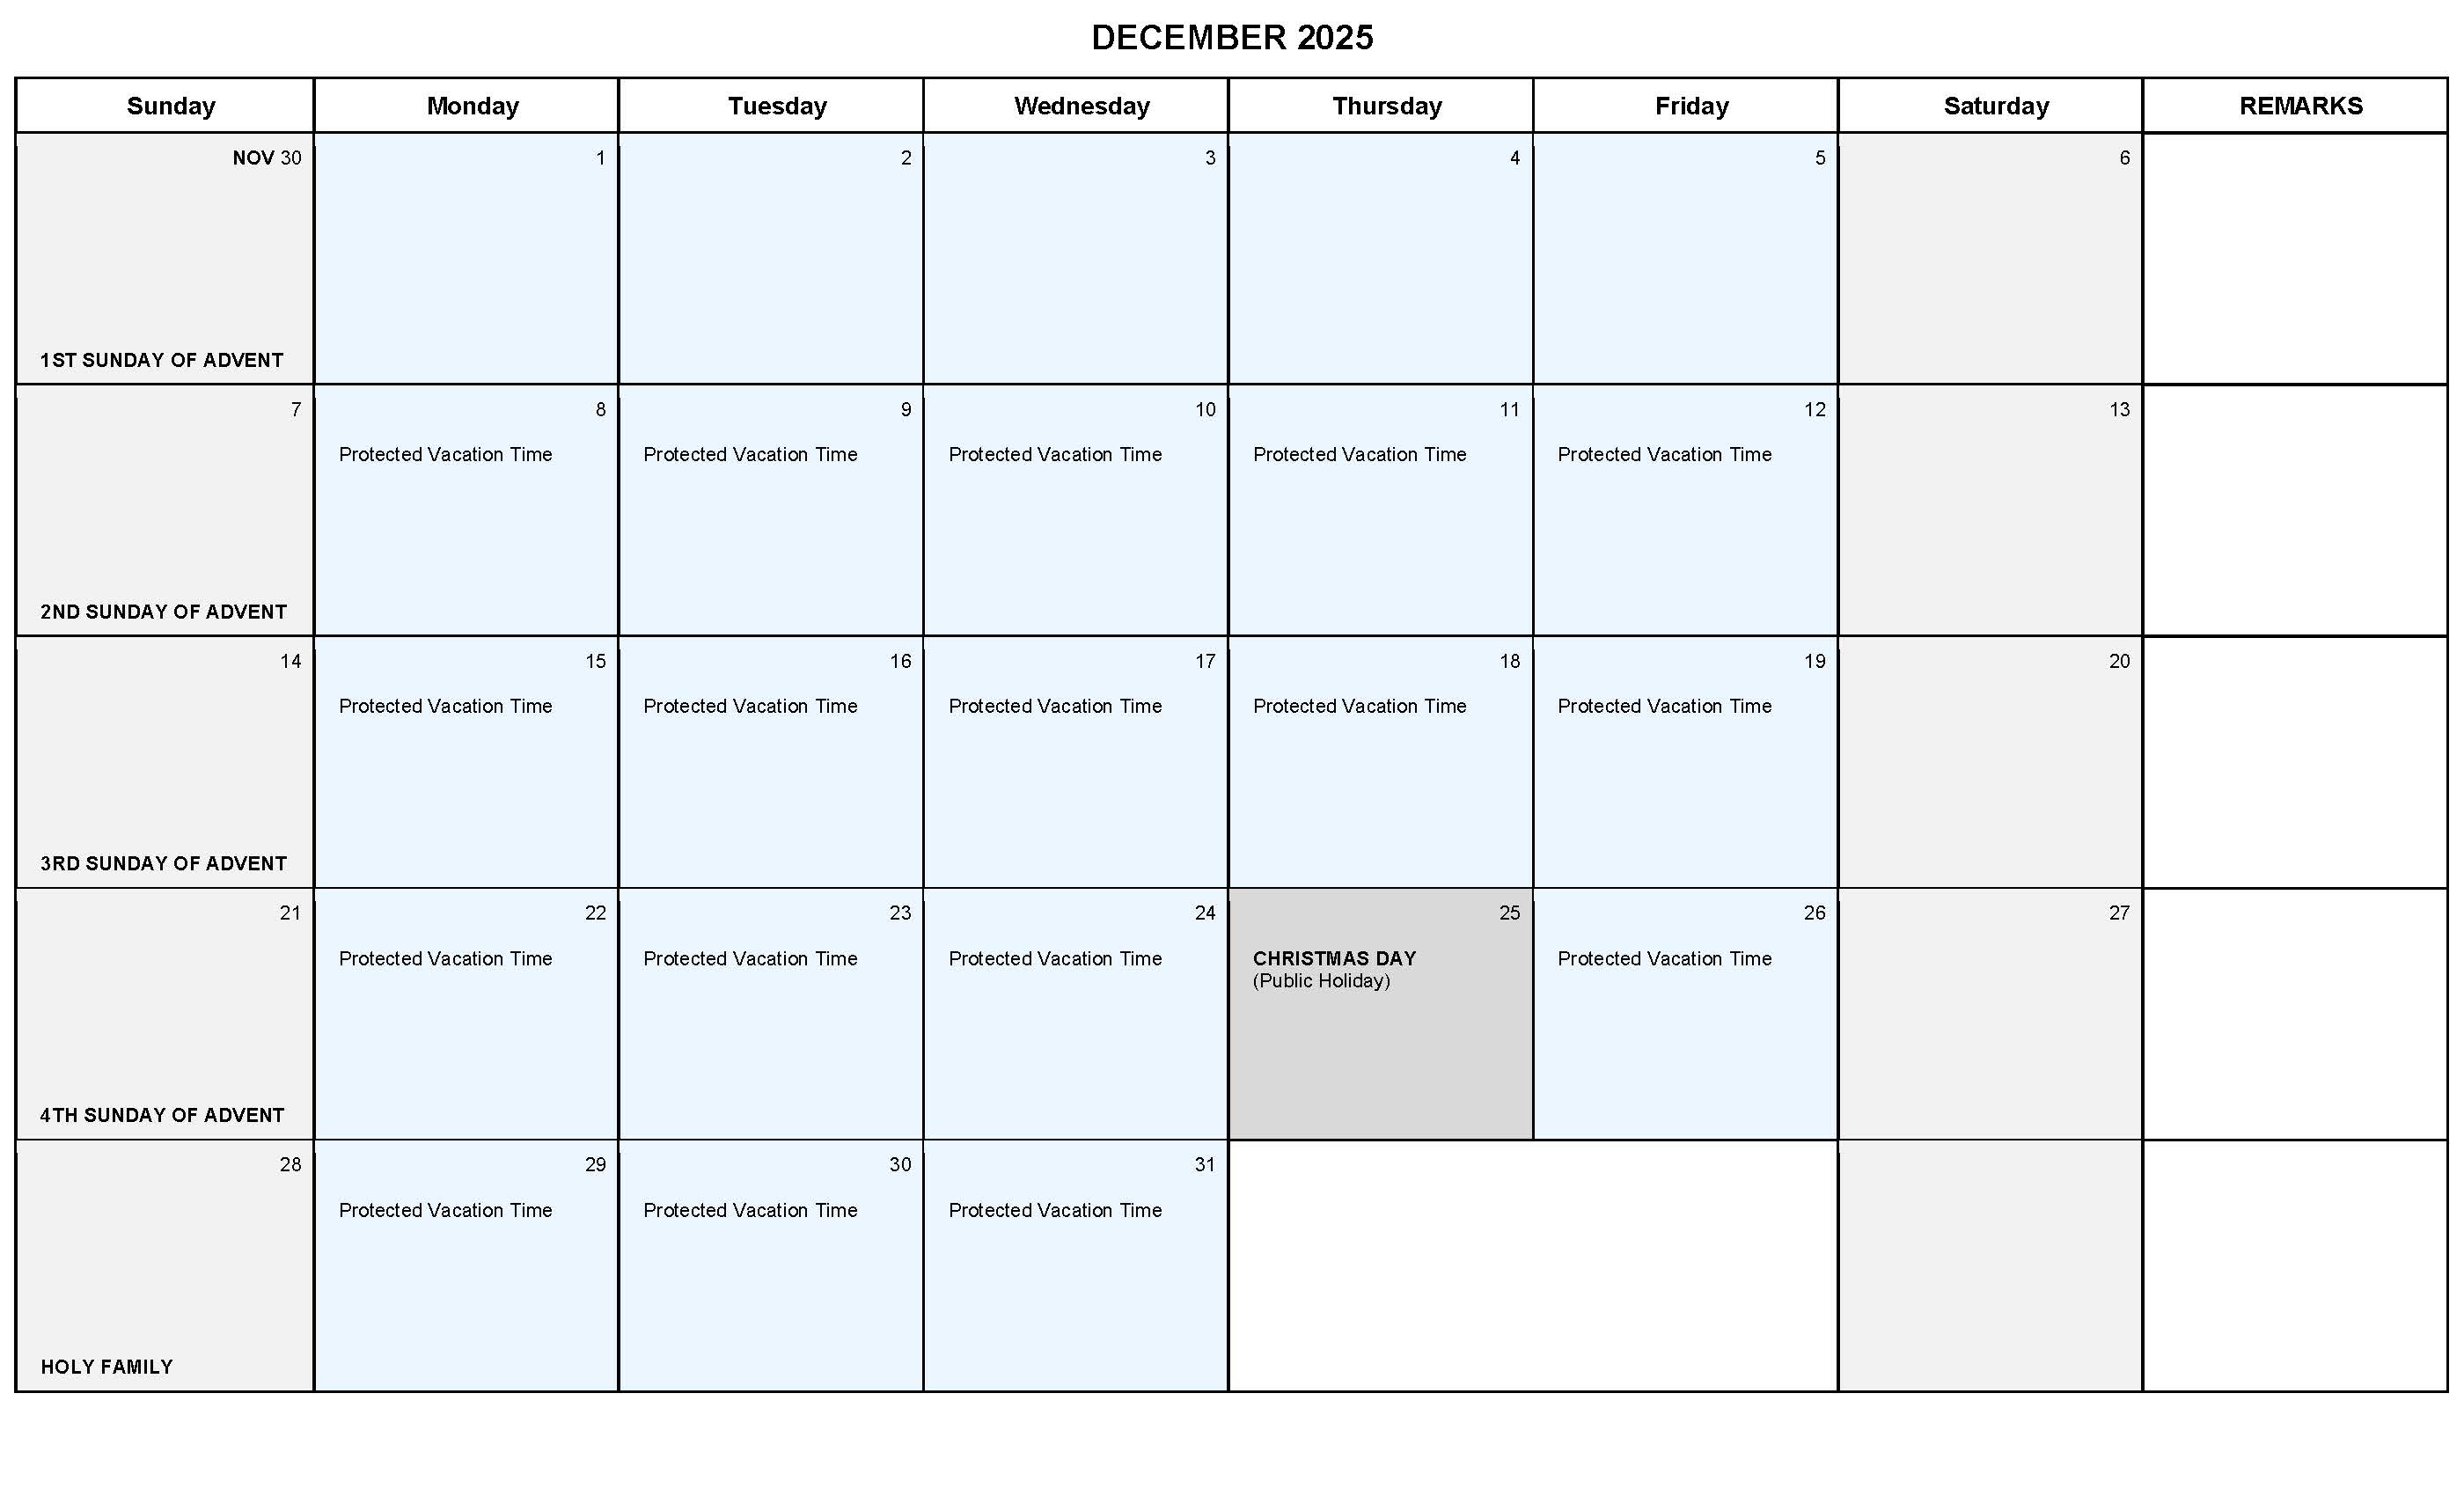 DECEMBER 2025
Sunday Monday Tuesday Wednesday Thursday Friday Saturday REMARKS
NOV 30 1 2 3 4 5 6
1ST SUNDAY OF ADVENT
7 8 9 10 11 12 13
Protected Vacation Time Protected Vacation Time Protected Vacation Time Protected Vacation Time Protected Vacation Time
2ND SUNDAY OF ADVENT
14 15 16 17 18 19 20
Protected Vacation Time Protected Vacation Time Protected Vacation Time Protected Vacation Time Protected Vacation Time
3RD SUNDAY OF ADVENT
21 22 23 24 25 26 27
Protected Vacation Time Protected Vacation Time Protected Vacation Time CHRISTMAS DAY Protected Vacation Time
(Public Holiday)
4TH SUNDAY OF ADVENT
28 29 30 31
Protected Vacation Time Protected Vacation Time Protected Vacation Time
HOLY FAMILY